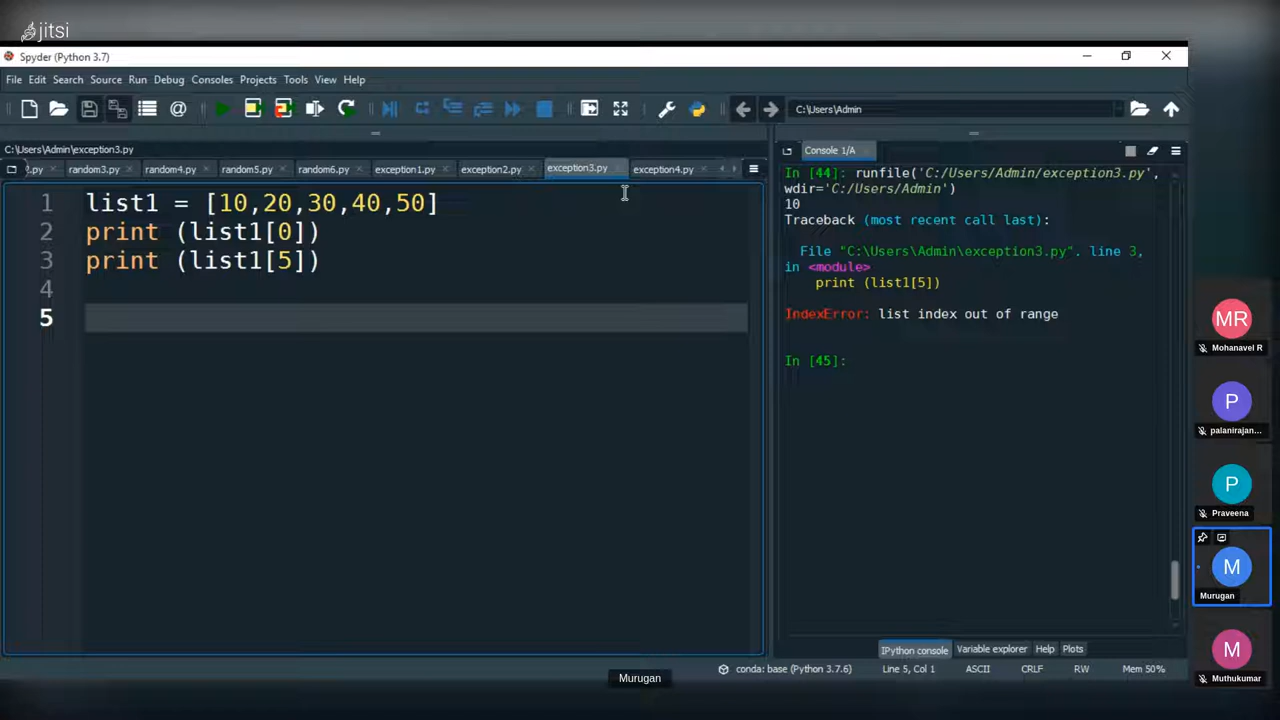 jitsi
Spyder (Python 3.7)
File Edit Search Source Run Debug Consoles Projects Tools View Help
C:\Users\Admin
C:\Users\Admin\exception3.py
2.py random3.py random4.py random5.py random6.py exception1.py exception2.py exception3.py exception4.py
1 list1 = [10,20,30,40,50]
2 print (list1[0])
3 print (list1[5])
4
5
Console 1/A
In [44]: runfile('C:/Users/Admin/exception3.py',
wdir='C:/Users/Admin')
10
Traceback (most recent call last):
File "C:\Users\Admin\exception3.py". line 3,
in <module>
print (list1[5])
IndexError: list index out of range
In [45]:
IPython console Variable explorer Help Plots
conda: base (Python 3.7.6) Line 5, Col 1 ASCII CRLF RW Mem 50%
Murugan
MR
Mohanavel R
P
palanirajan...
P
Praveena
M
Murugan
M
Muthukumar